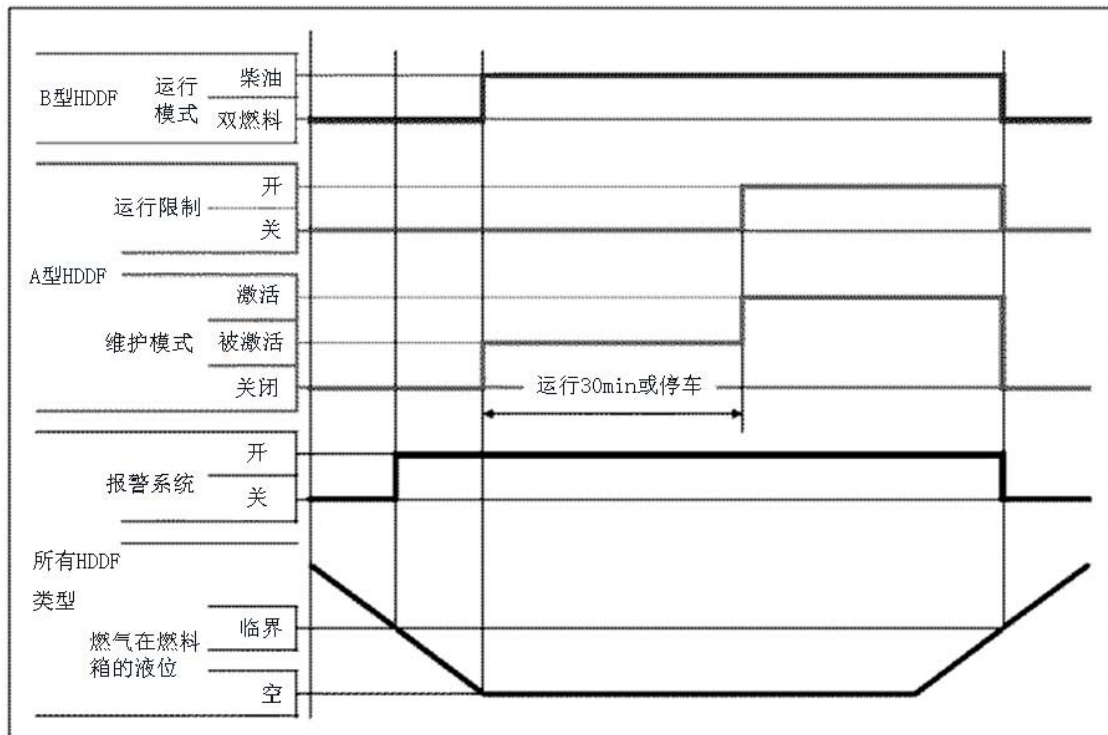 B型HDDF
运行
模式
柴油
双燃料
运行限制
开
关
A型HDDF
维护模式
激活
被激活
关闭
运行30min或停车
报警系统
开
关
所有HDDF
类型
燃气在燃料
箱的液位
临界
空